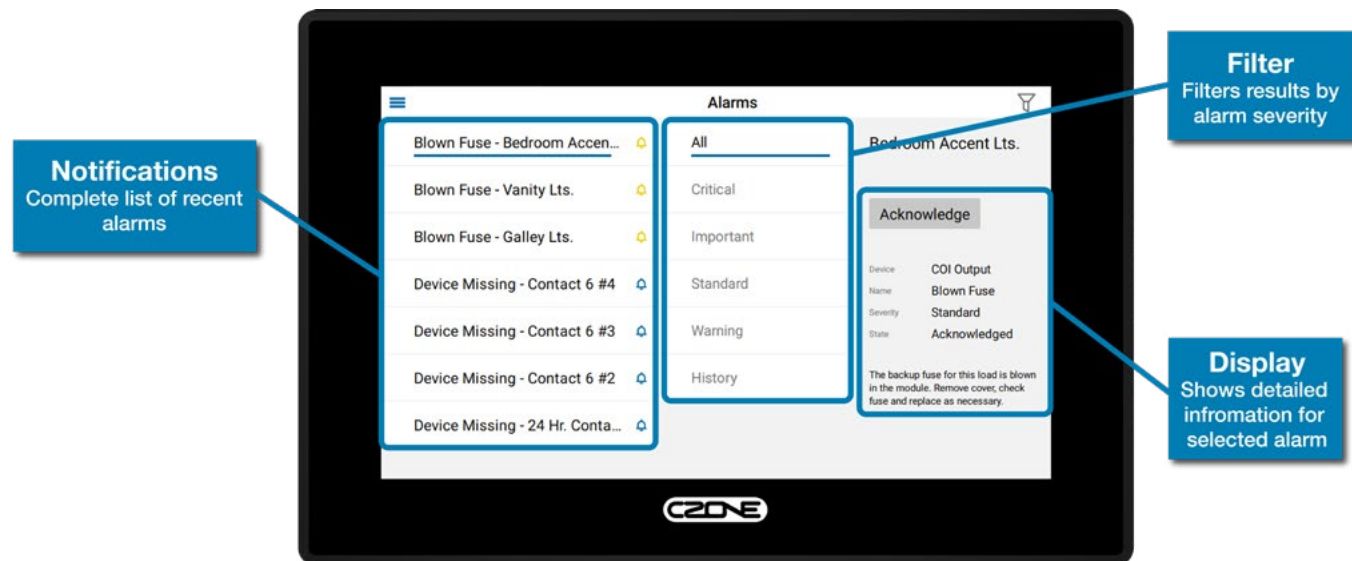 Notifications
Complete list of recent
alarms
Alarms
Blown Fuse - Bedroom Accen...
Blown Fuse - Vanity Lts.
Blown Fuse - Galley Lts.
Device Missing - Contact 6 #4
Device Missing - Contact 6 #3
Device Missing - Contact 6 #2
Device Missing - 24 Hr. Conta...
All
Critical
Important
Standard
Warning
History
Bedroom Accent Lts.
Acknowledge
Device COI Output
Name Blown Fuse
Severity Standard
State Acknowledged
The backup fuse for this load is blown
in the module. Remove cover, check
fuse and replace as necessary.
Filter
Filters results by
alarm severity
Display
Shows detailed
infromation for
selected alarm
CZONE